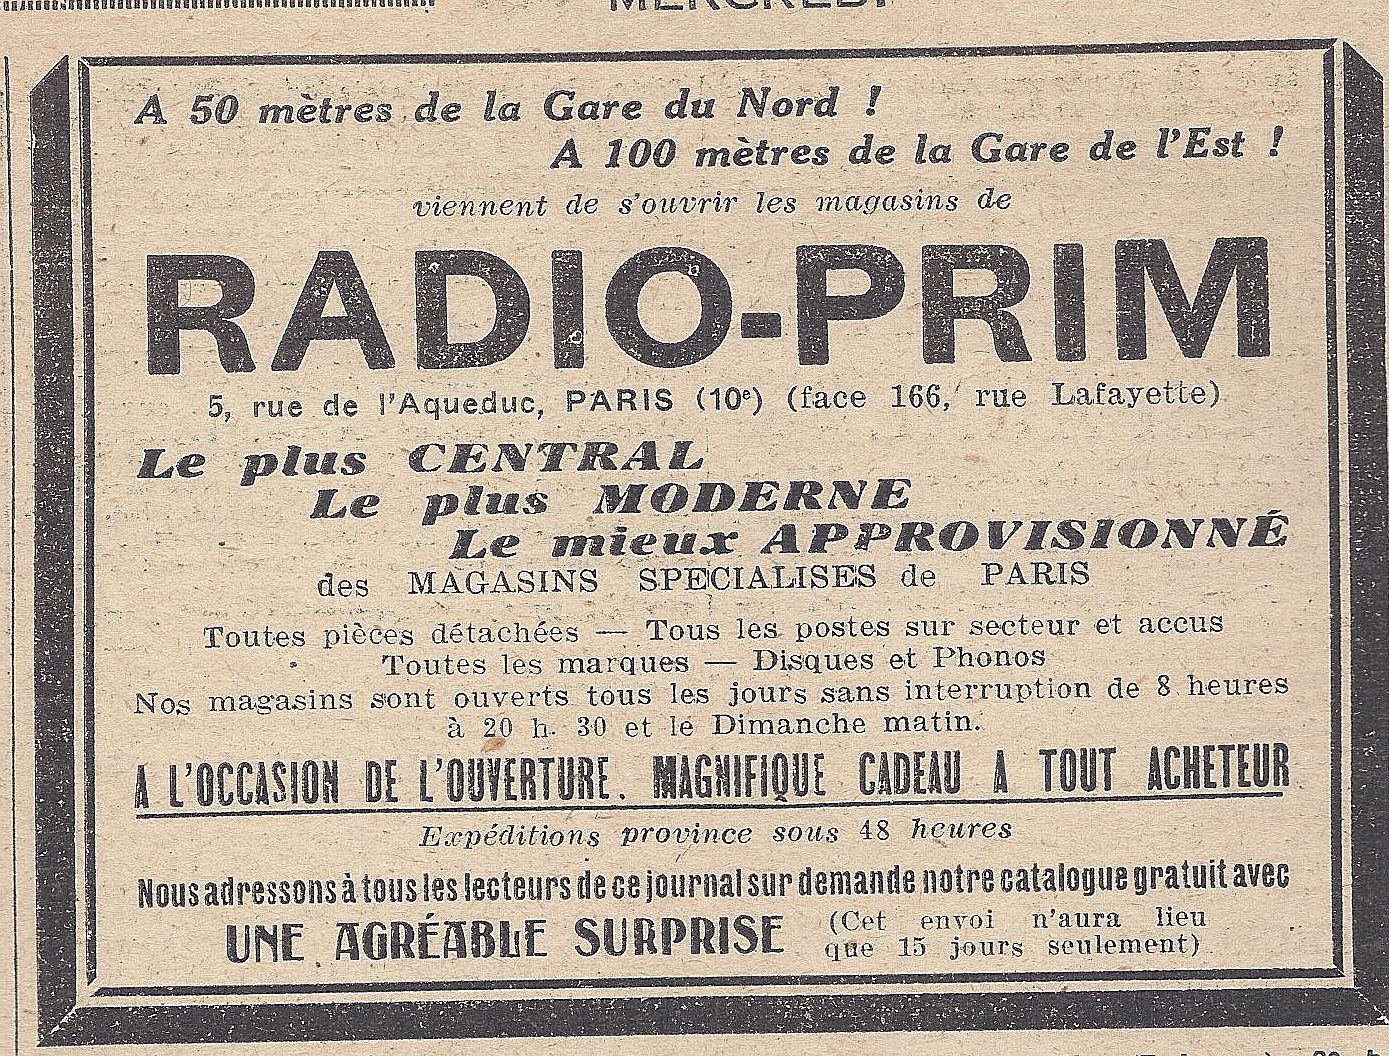 MERCREDI
A 50 mètres de la Gare du Nord !
A 100 mètres de la Gare de l'Est !
viennent de s'ouvrir les magasins de
RADIO-PRIM
5, rue de l'Aqueduc, PARIS (10e) (face 166, rue Lafayette)
Le plus CENTRAL
Le plus MODERNE
Le mieux APPROVISIONNÉ
des MAGASINS SPECIALISES de PARIS
Toutes pièces détachées — Tous les postes sur secteur et accus
Toutes les marques — Disques et Phonos
Nos magasins sont ouverts tous les jours sans interruption de 8 heures
à 20 h. 30 et le Dimanche matin.
A L'OCCASION DE L'OUVERTURE. MAGNIFIQUE CADEAU A TOUT ACHETEUR
Expéditions province sous 48 heures
Nous adressons à tous les lecteurs de ce journal sur demande notre catalogue gratuit avec
UNE AGRÉABLE SURPRISE (Cet envoi n'aura lieu
que 15 jours seulement)